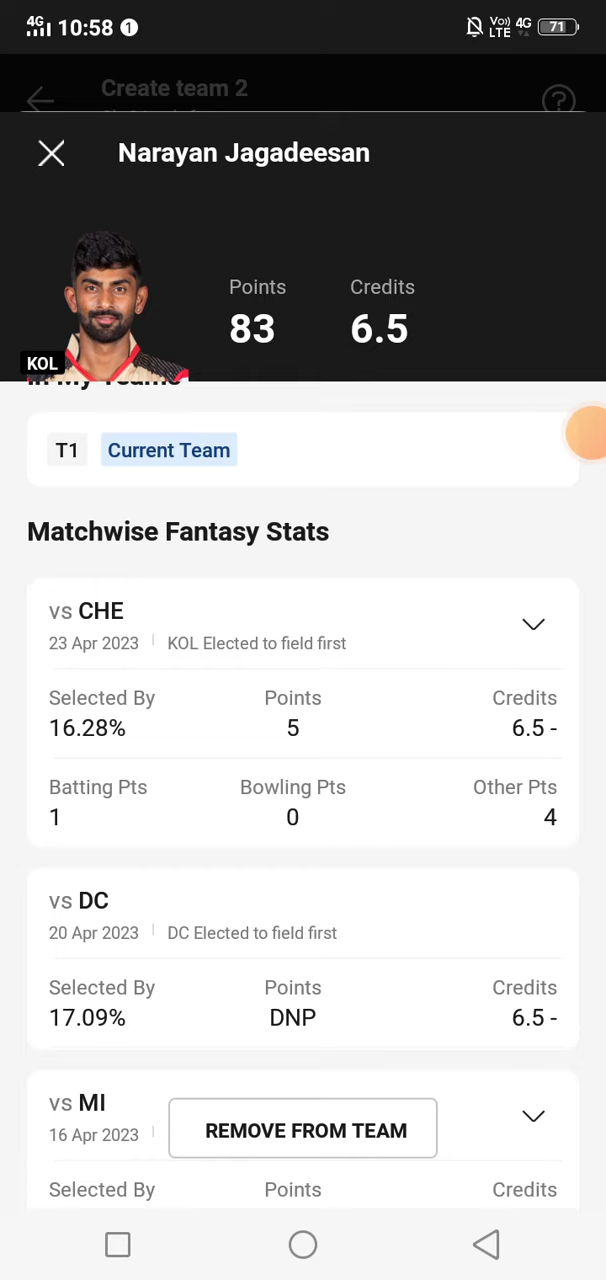 4G 10:58 1 Vo) LTE 4G 71
Create team 2
Narayan Jagadeesan
Points Credits
83 6.5
KOL
In My Teams
T1 Current Team
Matchwise Fantasy Stats
vs CHE
23 Apr 2023 KOL Elected to field first
Selected By Points Credits
16.28% 5 6.5 -
Batting Pts Bowling Pts Other Pts
1 0 4
vs DC
20 Apr 2023 DC Elected to field first
Selected By Points Credits
17.09% DNP 6.5 -
vs MI
16 Apr 2023
REMOVE FROM TEAM
Selected By Points Credits